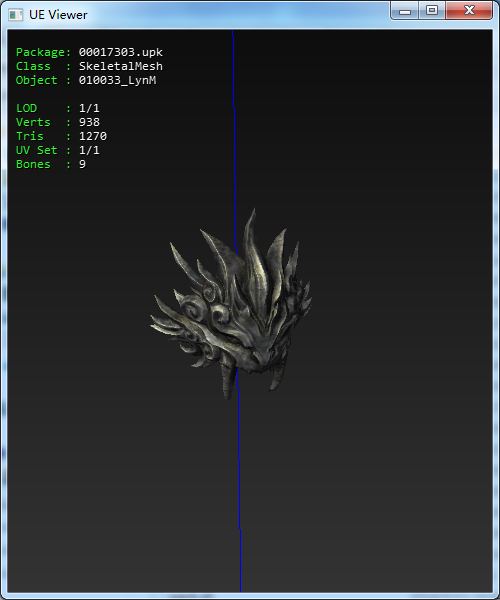 UE Viewer
Package: 00017303.upk
Class : SkeletalMesh
Object : 010033_LynM
LOD : 1/1
Verts : 938
Tris : 1270
UV Set : 1/1
Bones : 9